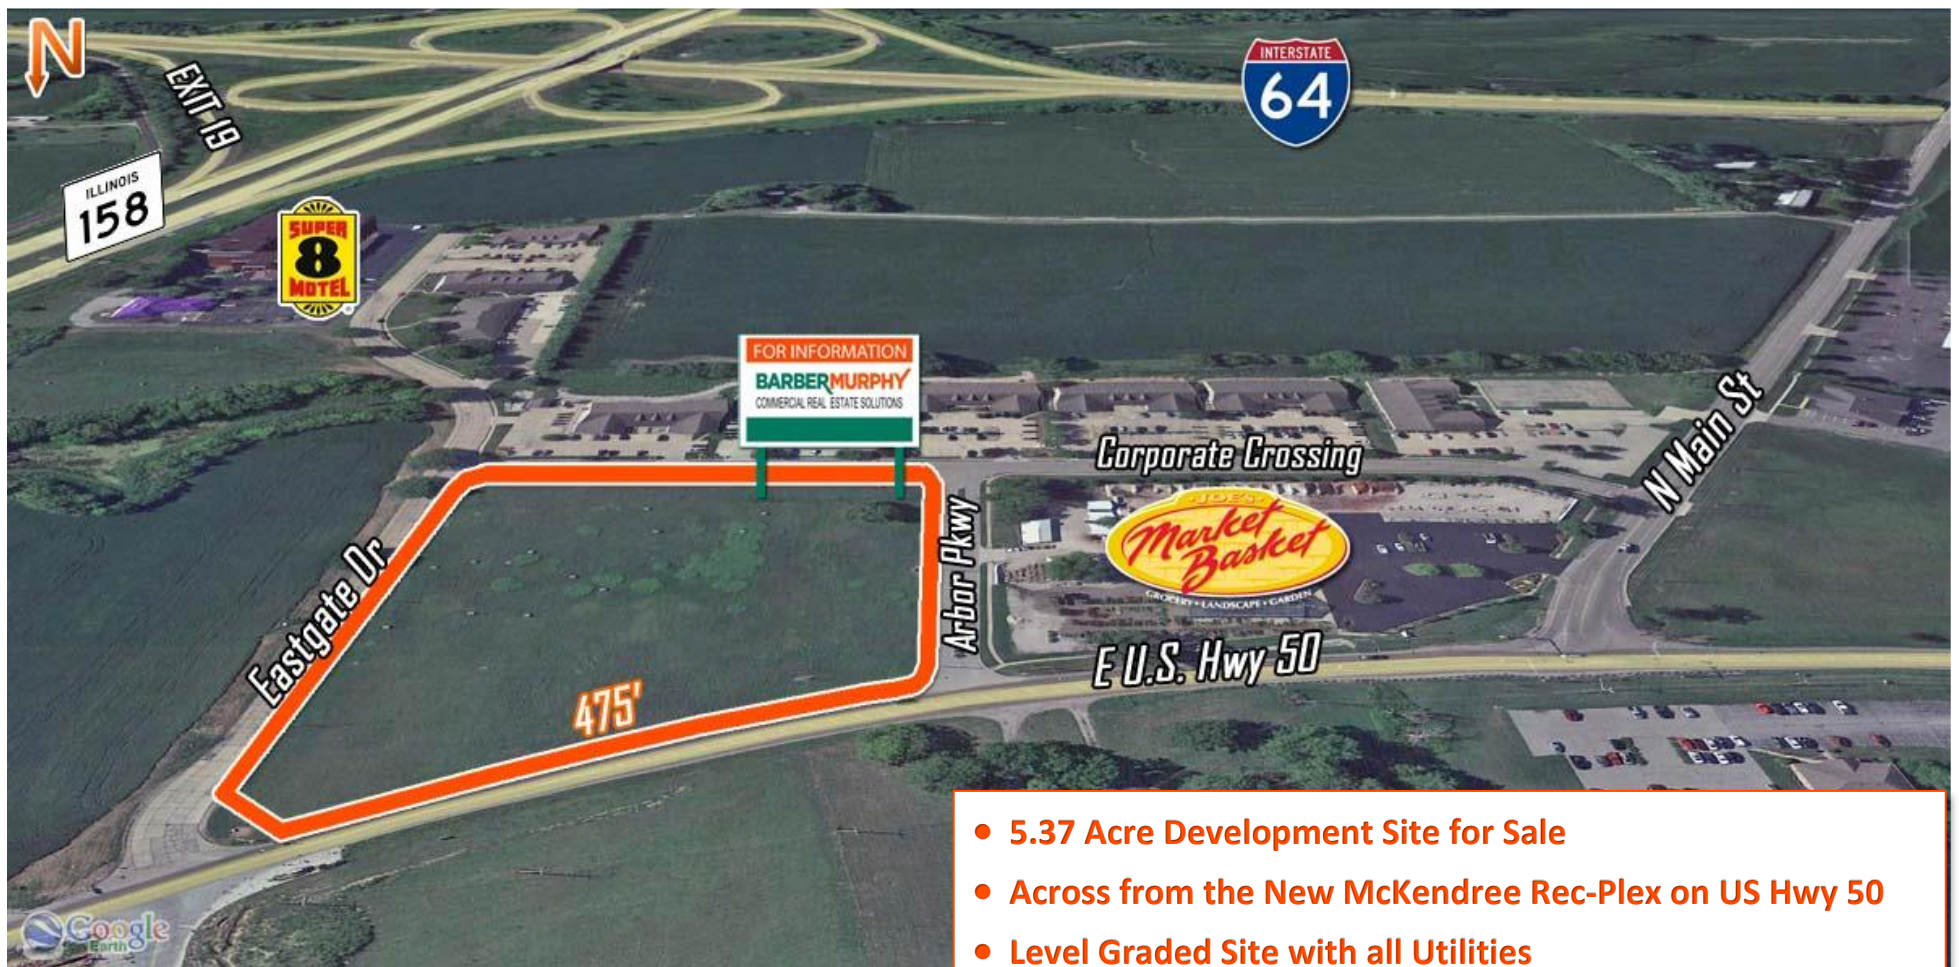 N
EXIT 19
INTERSTATE
64
ILLINOIS
158
SUPER
8
MOTEL
FOR INFORMATION
BARBERMURPHY
COMMERCIAL REAL ESTATE SOLUTIONS
Corporate Crossing
N Main St
JOE'S
Market
Basket
GROCERY • LANDSCAPE • GARDEN
Arbor Pkwy
Eastgate Dr
E U.S. Hwy 50
475'
• 5.37 Acre Development Site for Sale
• Across from the New McKendree Rec-Plex on US Hwy 50
• Level Graded Site with all Utilities
Google
Earth